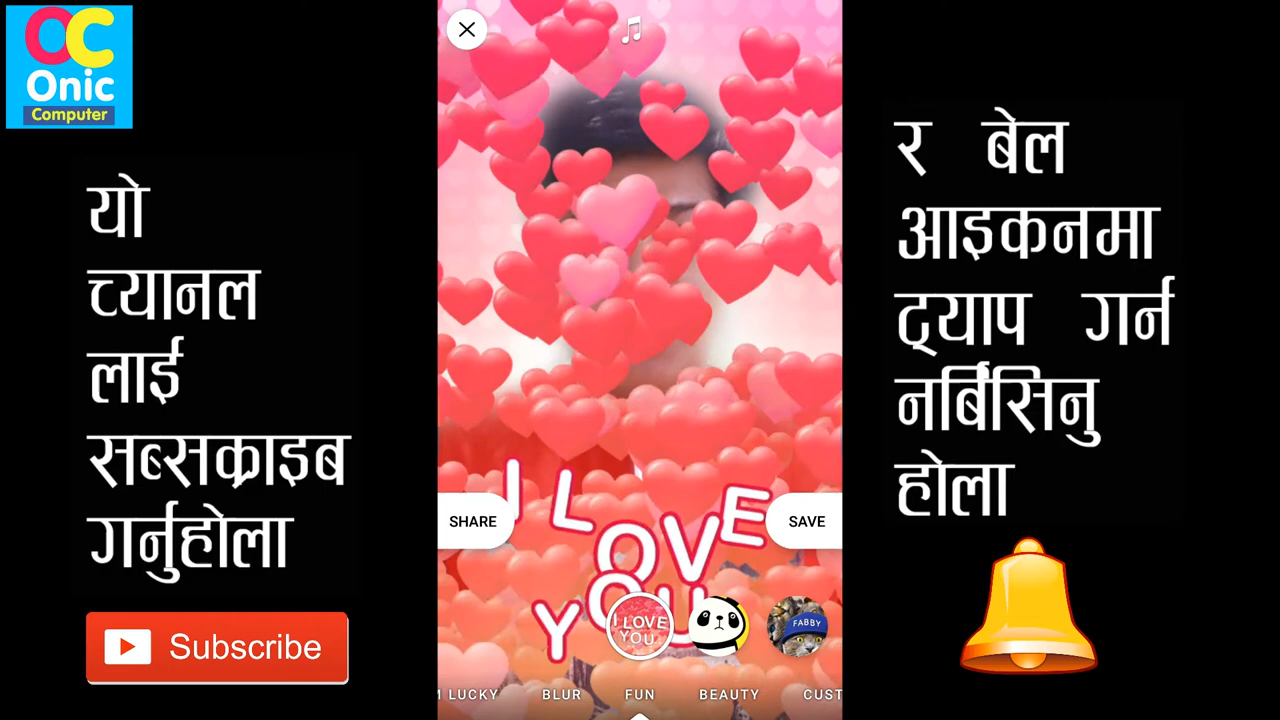 OC
Onic
Computer
यो
च्यानल
लाई
सब्सक्राइब
गर्नुहोला
Subscribe
I LOVE
YOU
SHARE
SAVE
I LOVE
YOU
FABBY
LUCKY
BLUR
FUN
BEAUTY
CUST
र बेल
आइकनमा
ट्याप गर्न
नर्बिसिनु
होला